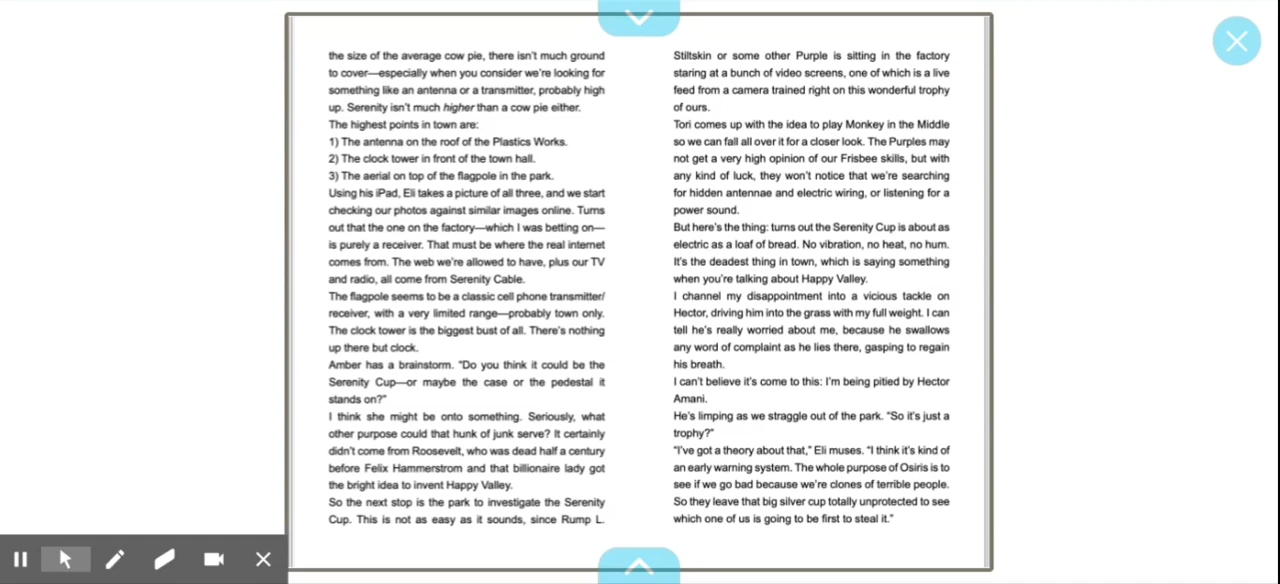 the size of the average cow pie, there isn't much ground
to cover—especially when you consider we're looking for
something like an antenna or a transmitter, probably high
up. Serenity isn't much higher than a cow pie either.
The highest points in town are:
1) The antenna on the roof of the Plastics Works.
2) The clock tower in front of the town hall.
3) The aerial on top of the flagpole in the park.
Using his iPad, Eli takes a picture of all three, and we start
checking our photos against similar images online. Turns
out that the one on the factory—which I was betting on—
is purely a receiver. That must be where the real internet
comes from. The web we're allowed to have, plus our TV
and radio, all come from Serenity Cable.
The flagpole seems to be a classic cell phone transmitter/
receiver, with a very limited range—probably town only.
The clock tower is the biggest bust of all. There's nothing
up there but clock.
Amber has a brainstorm. "Do you think it could be the
Serenity Cup—or maybe the case or the pedestal it
stands on?"
I think she might be onto something. Seriously, what
other purpose could that hunk of junk serve? It certainly
didn't come from Roosevelt, who was dead half a century
before Felix Hammerstrom and that billionaire lady got
the bright idea to invent Happy Valley.
So the next stop is the park to investigate the Serenity
Cup. This is not as easy as it sounds, since Rump L.
Stiltskin or some other Purple is sitting in the factory
staring at a bunch of video screens, one of which is a live
feed from a camera trained right on this wonderful trophy
of ours.
Tori comes up with the idea to play Monkey in the Middle
so we can fall all over it for a closer look. The Purples may
not get a very high opinion of our Frisbee skills, but with
any kind of luck, they won't notice that we're searching
for hidden antennae and electric wiring, or listening for a
power sound.
But here's the thing: turns out the Serenity Cup is about as
electric as a loaf of bread. No vibration, no heat, no hum.
It's the deadest thing in town, which is saying something
when you're talking about Happy Valley.
I channel my disappointment into a vicious tackle on
Hector, driving him into the grass with my full weight. I can
tell he's really worried about me, because he swallows
any word of complaint as he lies there, gasping to regain
his breath.
I can't believe it's come to this: I'm being pitied by Hector
Amani.
He's limping as we straggle out of the park. "So it's just a
trophy?"
"I've got a theory about that," Eli muses. "I think it's kind of
an early warning system. The whole purpose of Osiris is to
see if we go bad because we're clones of terrible people.
So they leave that big silver cup totally unprotected to see
which one of us is going to be first to steal it."